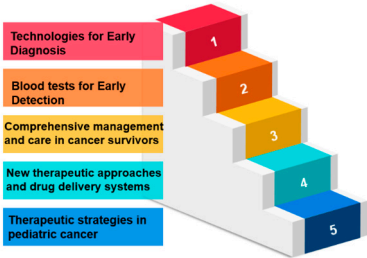 Technologies for Early
Diagnosis
1
Blood tests for Early
Detection
2
Comprehensive management
and care in cancer survivors
3
New therapeutic approaches
and drug delivery systems
4
Therapeutic strategies in
pediatric cancer
5